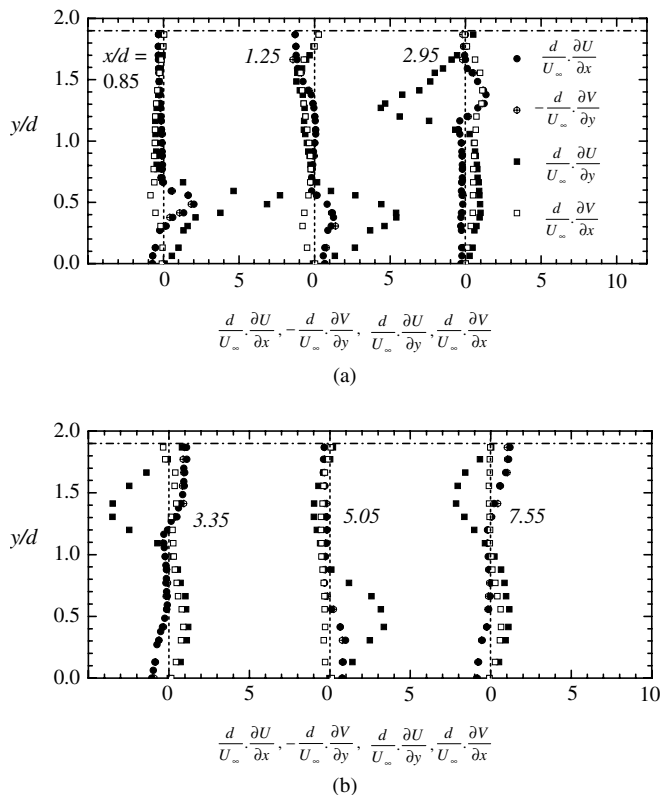 2.0
x/d =
0.85
1.25
2.95
d/U∞ · ∂U/∂x
1.5
−d/U∞ · ∂V/∂y
y/d
1.0
d/U∞ · ∂U/∂y
0.5
d/U∞ · ∂V/∂x
0.0
0 5 0 5 0 5 10
d/U∞ · ∂U/∂x , −d/U∞ · ∂V/∂y , d/U∞ · ∂U/∂y , d/U∞ · ∂V/∂x
(a)
2.0
1.5
3.35 5.05 7.55
y/d
1.0
0.5
0.0
0 5 0 5 0 5 10
d/U∞ · ∂U/∂x , −d/U∞ · ∂V/∂y , d/U∞ · ∂U/∂y , d/U∞ · ∂V/∂x
(b)